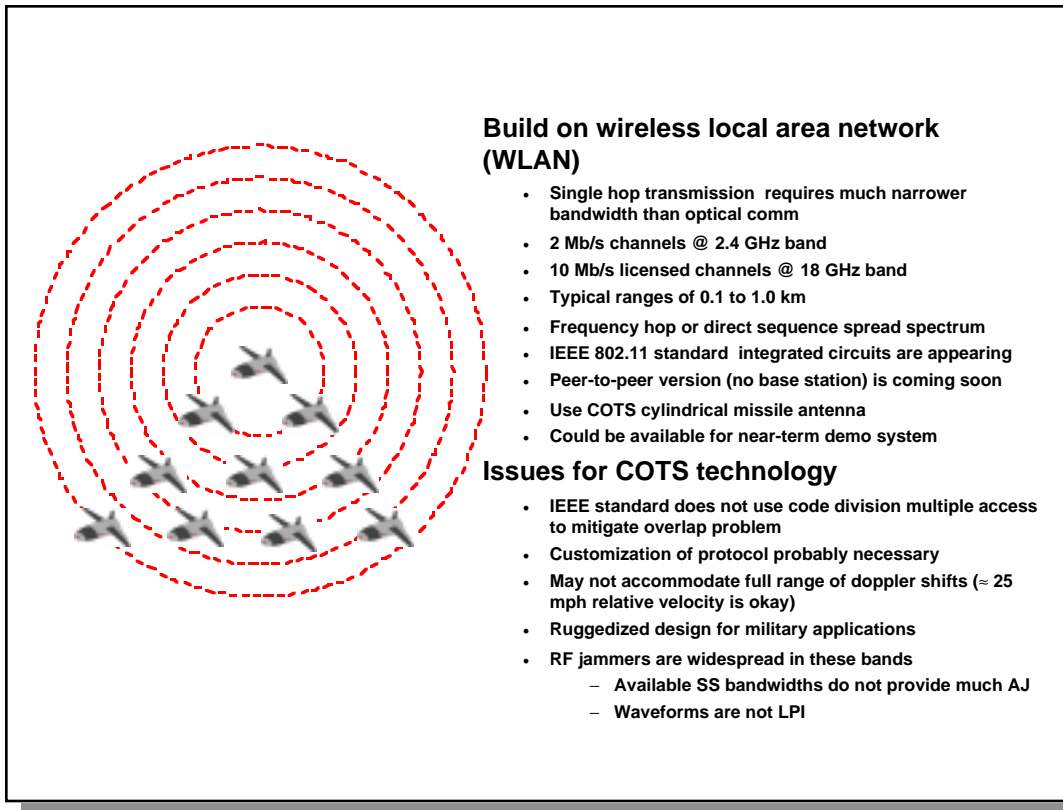 Build on wireless local area network
(WLAN)
• Single hop transmission requires much narrower
bandwidth than optical comm
• 2 Mb/s channels @ 2.4 GHz band
• 10 Mb/s licensed channels @ 18 GHz band
• Typical ranges of 0.1 to 1.0 km
• Frequency hop or direct sequence spread spectrum
• IEEE 802.11 standard integrated circuits are appearing
• Peer-to-peer version (no base station) is coming soon
• Use COTS cylindrical missile antenna
• Could be available for near-term demo system
Issues for COTS technology
• IEEE standard does not use code division multiple access
to mitigate overlap problem
• Customization of protocol probably necessary
• May not accommodate full range of doppler shifts (≈ 25
mph relative velocity is okay)
• Ruggedized design for military applications
• RF jammers are widespread in these bands
– Available SS bandwidths do not provide much AJ
– Waveforms are not LPI